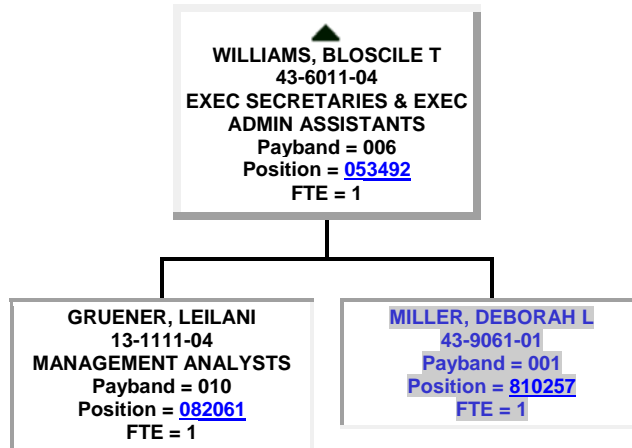 WILLIAMS, BLOSCILE T
43-6011-04
EXEC SECRETARIES & EXEC
ADMIN ASSISTANTS
Payband = 006
Position = 053492
FTE = 1
GRUENER, LEILANI
13-1111-04
MANAGEMENT ANALYSTS
Payband = 010
Position = 082061
FTE = 1
MILLER, DEBORAH L
43-9061-01
Payband = 001
Position = 810257
FTE = 1